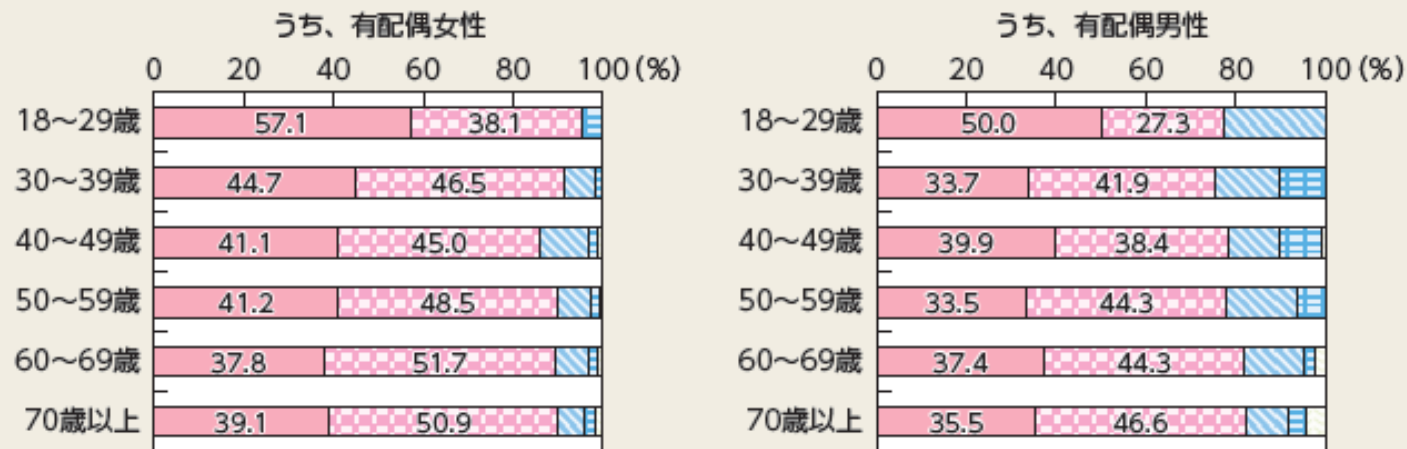 うち、有配偶女性
0 20 40 60 80 100 (%)
18〜29歳 57.1 38.1
30〜39歳 44.7 46.5
40〜49歳 41.1 45.0
50〜59歳 41.2 48.5
60〜69歳 37.8 51.7
70歳以上 39.1 50.9
うち、有配偶男性
0 20 40 60 80 100 (%)
18〜29歳 50.0 27.3
30〜39歳 33.7 41.9
40〜49歳 39.9 38.4
50〜59歳 33.5 44.3
60〜69歳 37.4 44.3
70歳以上 35.5 46.6